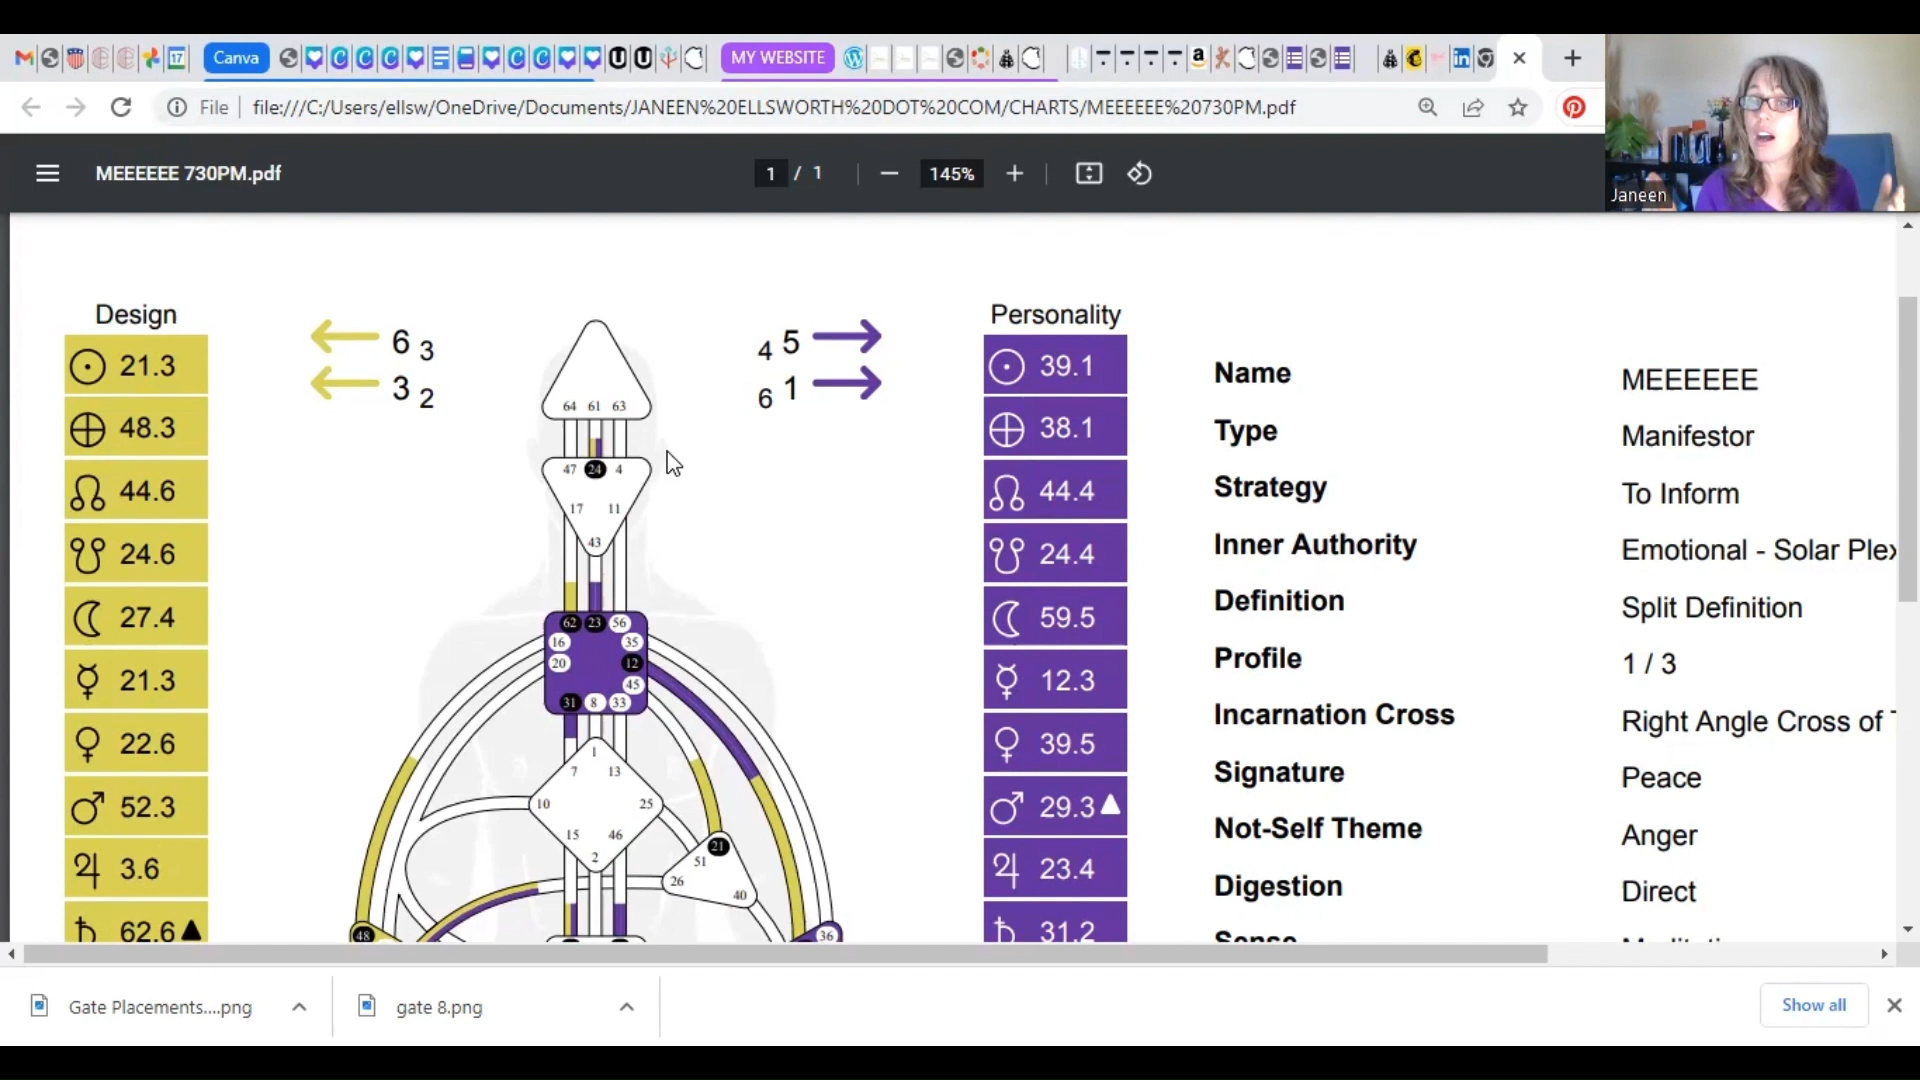 Canva
MY WEBSITE
17
File
file:///C:/Users/ellsw/OneDrive/Documents/JANEEN%20ELLSWORTH%20DOT%20COM/CHARTS/MEEEEEE%20730PM.pdf
MEEEEEE 730PM.pdf
1 / 1
145%
Janeen
Design
21.3
48.3
44.6
24.6
27.4
21.3
22.6
52.3
3.6
62.6
6 3
3 2
4 5
6 1
64 61 63
47 24 4
17 11
43
62 23 56
16 35
20 12
45
31 8 33
1
7 13
10 25
15 46
2
21
51
26
40
48
36
Personality
39.1
38.1
44.4
24.4
59.5
12.3
39.5
29.3
23.4
31.2
Name MEEEEEE
Type Manifestor
Strategy To Inform
Inner Authority Emotional - Solar Plex
Definition Split Definition
Profile 1 / 3
Incarnation Cross Right Angle Cross of
Signature Peace
Not-Self Theme Anger
Digestion Direct
Sense
Gate Placements....png
gate 8.png
Show all